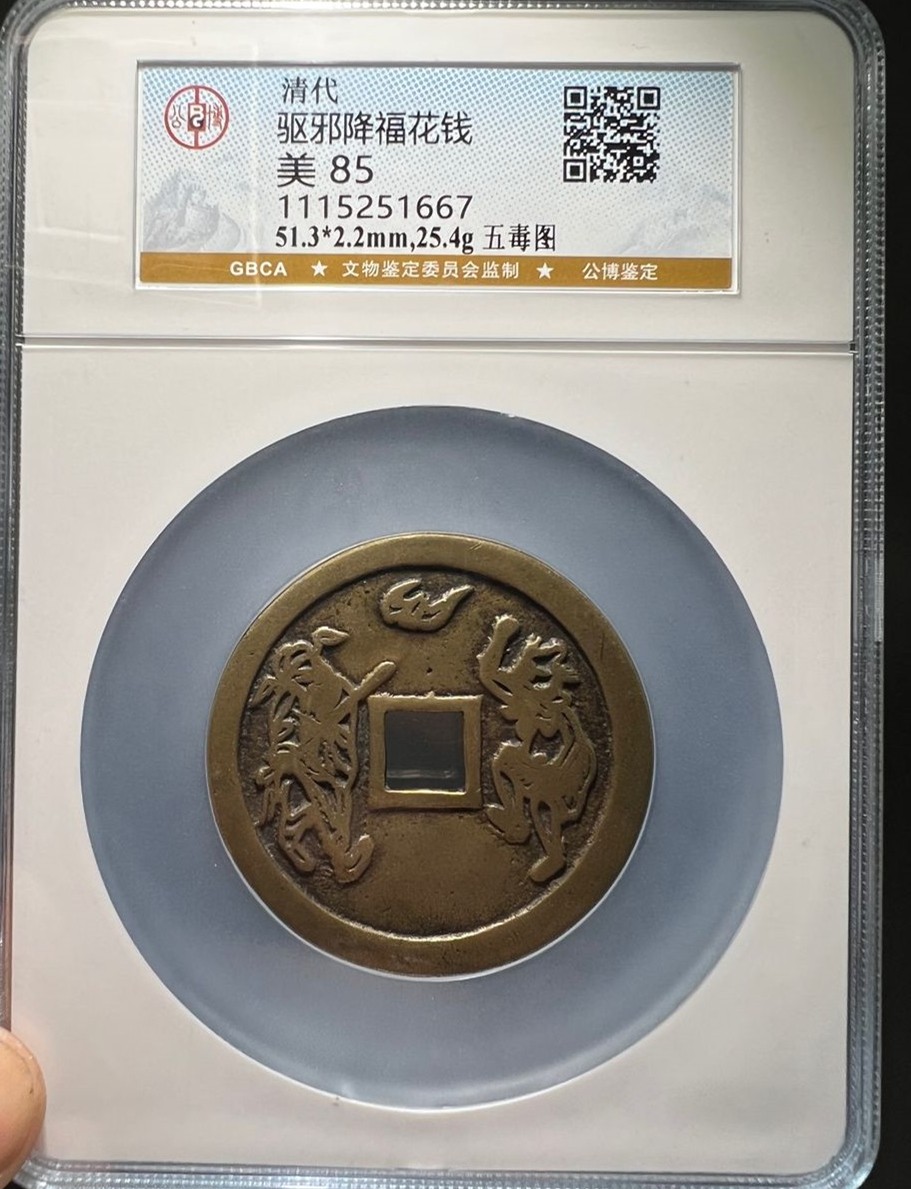 清代
驱邪降福花钱
美 85
1115251667
51.3*2.2mm,25.4g 五毒图
GBCA ★ 文物鉴定委员会监制 ★ 公博鉴定